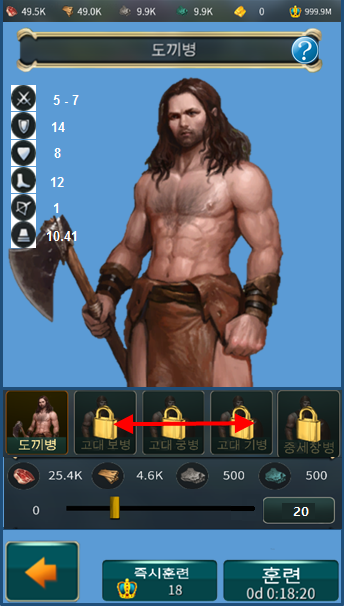 49.5K 49.0K 9.9K 9.9K 0 999.9M
도끼병 ?
5 - 7
14
8
12
1
10.41
도끼병 고대 보병 고대 궁병 고대 기병 중세창병
25.4K 4.6K 500 500
0 20
즉시훈련
18
훈련
0d 0:18:20